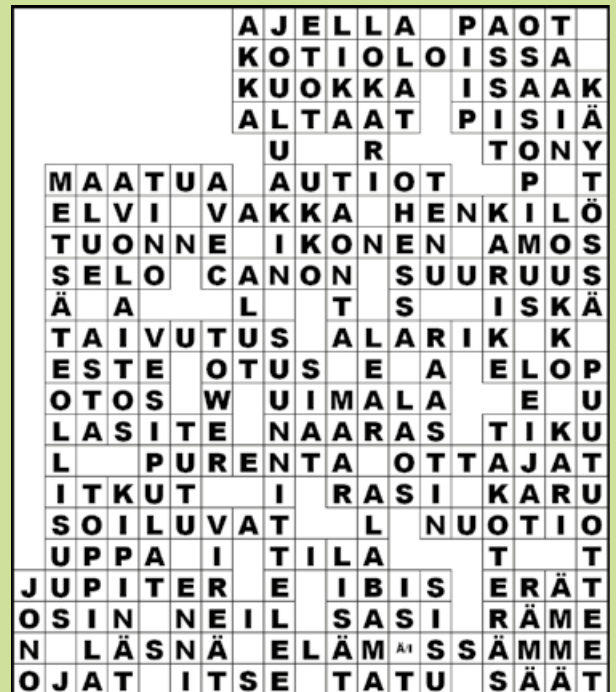 AJELLA PAOT
KOTIOLOISSA
KUOKKA ISAAK
ALTAAT PISIÄ
U R TONY
MAATUA AUTIOT P T
ELVI VAKKA HENKILÖ
TUONNE IKONEN AMOS
SELO CANON SUURUUS
Ä A L T S ISKÄ
TAIVUTUS ALARIK K
ESTE OTUS E A ELOP
OTOS W UIMALA E U
LASITE NAARAS TIKU
L PURENTA OTTAJAT
ITKUT I RASI KARU
SOILUVAT L NUOTIO
UPPA I TILA T T
JUPITER E IBIS ERÄT
OSIN NEIL SASI RÄME
N LÄSNÄ ELÄM Ä/I SSÄMME
OJAT ITSE TATU SÄÄT